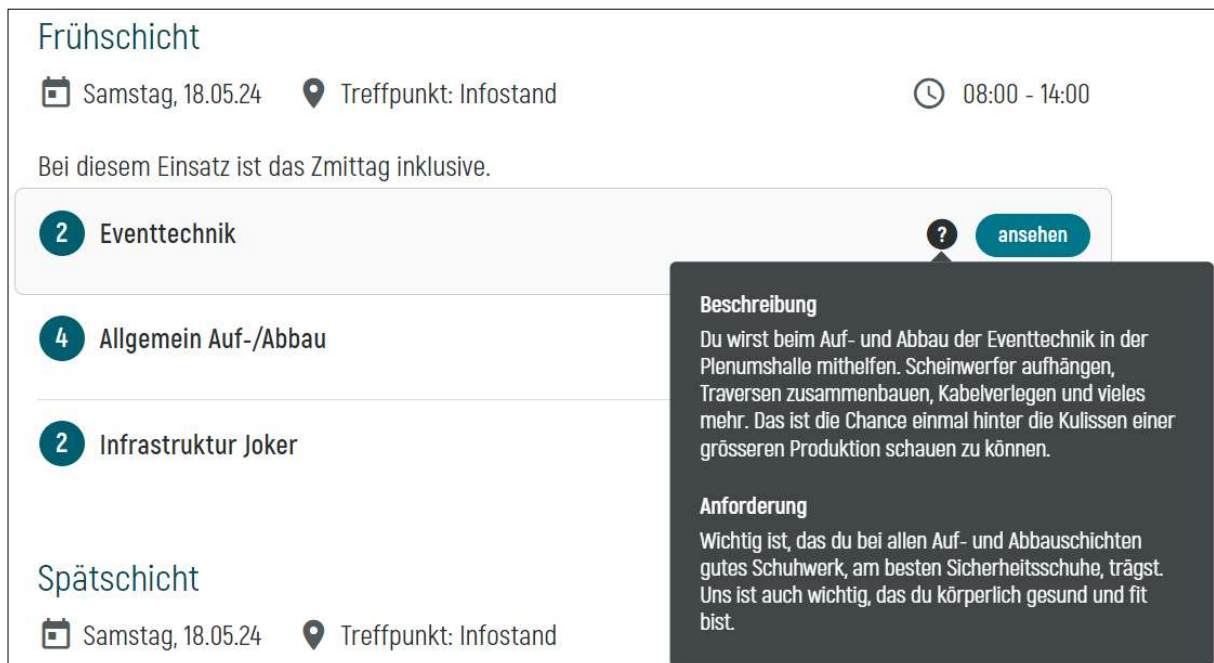 Frühschicht
Samstag, 18.05.24 Treffpunkt: Infostand 08:00 - 14:00
Bei diesem Einsatz ist das Zmittag inklusive.
2 Eventtechnik ? ansehen
4 Allgemein Auf-/Abbau
2 Infrastruktur Joker
Beschreibung
Du wirst beim Auf- und Abbau der Eventtechnik in der
Plenumshalle mithelfen. Scheinwerfer aufhängen,
Traversen zusammenbauen, Kabelverlegen und vieles
mehr. Das ist die Chance einmal hinter die Kulissen einer
grösseren Produktion schauen zu können.
Anforderung
Wichtig ist, das du bei allen Auf- und Abbauschichten
gutes Schuhwerk, am besten Sicherheitsschuhe, trägst.
Uns ist auch wichtig, das du körperlich gesund und fit
bist.
Spätschicht
Samstag, 18.05.24 Treffpunkt: Infostand